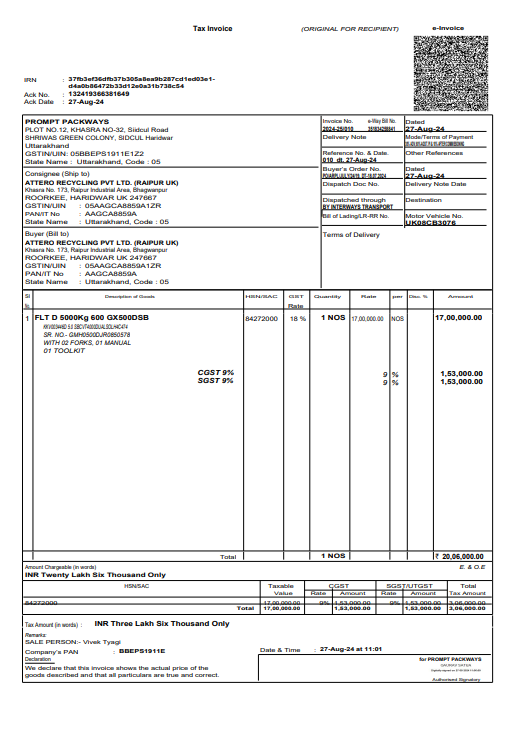 Tax Invoice
(ORIGINAL FOR RECIPIENT)
e-Invoice
IRN : 37fb3ef36dfb37b305a8ea9b287cd1ed03e1-
d4a0b86472b33d12e0a31b738c54
Ack No. : 132419366381649
Ack Date : 27-Aug-24
PROMPT PACKWAYS
PLOT NO.12, KHASRA NO-32, Siidcul Road
SHRIWAS GREEN COLONY, SIDCUL Haridwar
Uttarakhand
GSTIN/UIN: 05BBEPS1911E1Z2
State Name : Uttarakhand, Code : 05
Invoice No. e-Way Bill No. Dated
2024-25/010 351634256841 27-Aug-24
Delivery Note Mode/Terms of Payment
Reference No. & Date. Other References
010 dt. 27-Aug-24
Buyer's Order No. Dated
27-Aug-24
Dispatch Doc No. Delivery Note Date
Dispatched through Destination
BY INTERWAYS TRANSPORT
Bill of Lading/LR-RR No. Motor Vehicle No.
UK08CB3076
Terms of Delivery
Consignee (Ship to)
ATTERO RECYCLING PVT LTD. (RAIPUR UK)
Khasra No. 173, Raipur Industrial Area, Bhagwanpur
ROORKEE, HARIDWAR UK 247667
GSTIN/UIN : 05AAGCA8859A1ZR
PAN/IT No : AAGCA8859A
State Name : Uttarakhand, Code : 05
Buyer (Bill to)
ATTERO RECYCLING PVT LTD. (RAIPUR UK)
Khasra No. 173, Raipur Industrial Area, Bhagwanpur
ROORKEE, HARIDWAR UK 247667
GSTIN/UIN : 05AAGCA8859A1ZR
PAN/IT No : AAGCA8859A
State Name : Uttarakhand, Code : 05
Sl No. Description of Goods HSN/SAC GST Rate Quantity Rate per Disc. % Amount
1 FLT D 5000Kg 600 GX500DSB 84272000 18 % 1 NOS 17,00,000.00 NOS 17,00,000.00
SR. NO.- GMH0500DJR0850578
WITH 02 FORKS, 01 MANUAL
01 TOOLKIT
CGST 9% 9 % 1,53,000.00
SGST 9% 9 % 1,53,000.00
Total 1 NOS ₹ 20,06,000.00
Amount Chargeable (in words) E. & O.E
INR Twenty Lakh Six Thousand Only
HSN/SAC Taxable Value CGST Rate Amount SGST/UTGST Rate Amount Total Tax Amount
84272000 17,00,000.00 9% 1,53,000.00 9% 1,53,000.00 3,06,000.00
Total 17,00,000.00 1,53,000.00 1,53,000.00 3,06,000.00
Tax Amount (in words) : INR Three Lakh Six Thousand Only
Remarks:
SALE PERSON:- Vivek Tyagi
Company's PAN : BBEPS1911E
Date & Time : 27-Aug-24 at 11:01
Declaration
We declare that this invoice shows the actual price of the
goods described and that all particulars are true and correct.
for PROMPT PACKWAYS
Authorised Signatory